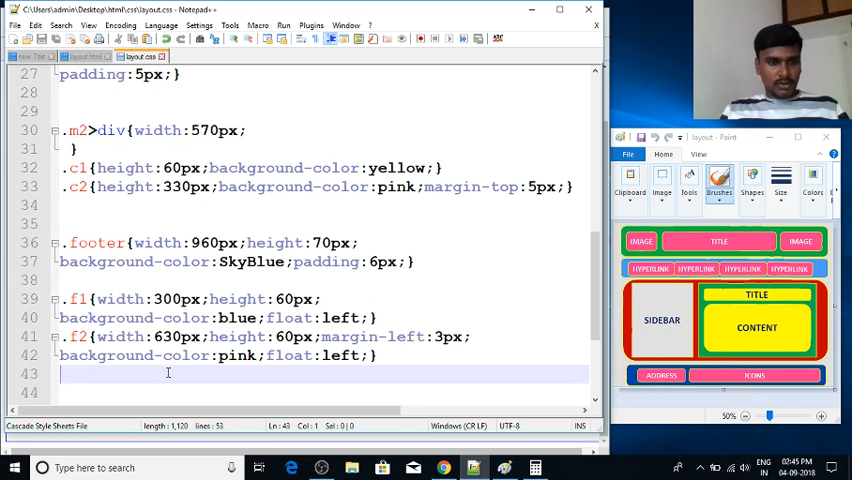 C:\Users\admin\Desktop\html\css\layout.css - Notepad++
File Edit Search View Encoding Language Settings Tools Macro Run Plugins Window ?
layout.html layout.css
27 padding:5px;}
28
29
30 .m2>div{width:570px;
31 }
32 .c1{height:60px;background-color:yellow;}
33 .c2{height:330px;background-color:pink;margin-top:5px;}
34
35
36 .footer{width:960px;height:70px;
37 background-color:SkyBlue;padding:6px;}
38
39 .f1{width:300px;height:60px;
40 background-color:blue;float:left;}
41 .f2{width:630px;height:60px;margin-left:3px;
42 background-color:pink;float:left;}
43
44
Cascade Style Sheets File length : 1,120 lines : 53 Ln : 43 Col : 1 Sel : 0 | 0 Windows (CR LF) UTF-8 INS
layout - Paint
File Home View
Clipboard Image Tools Brushes Shapes Size Colors
IMAGE TITLE IMAGE
HYPERLINK HYPERLINK HYPERLINK HYPERLINK
SIDEBAR TITLE
CONTENT
ADDRESS ICONS
50%
Type here to search
ENG IN
02:45 PM
04-09-2018